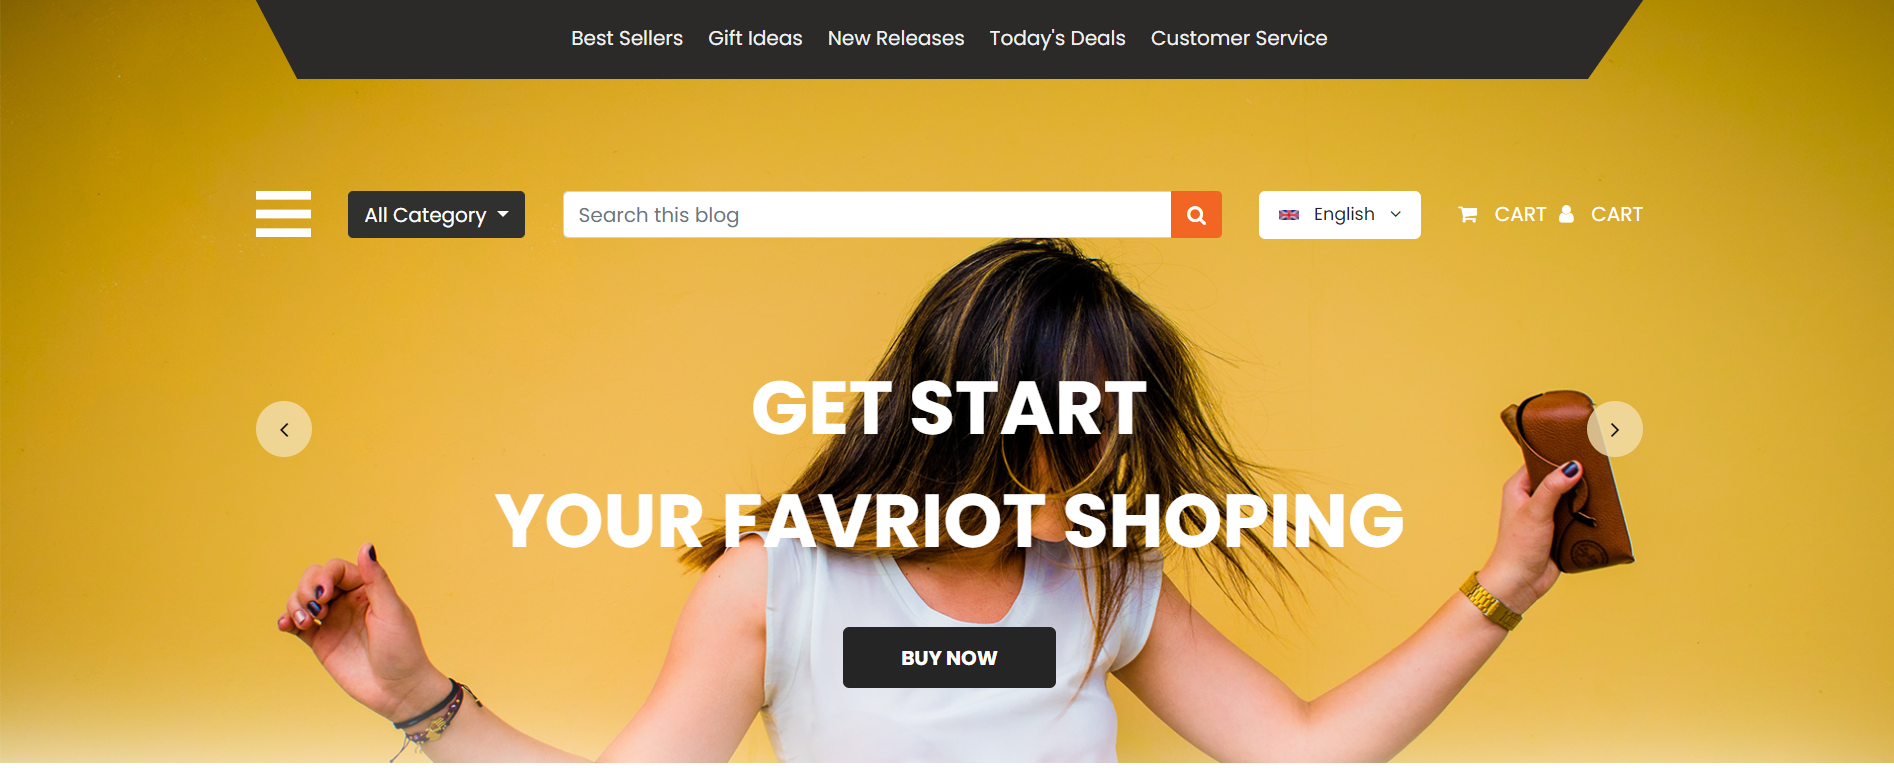 Best Sellers Gift Ideas New Releases Today's Deals Customer Service
All Category Search this blog English CART CART
GET START
YOUR FAVRIOT SHOPING
BUY NOW